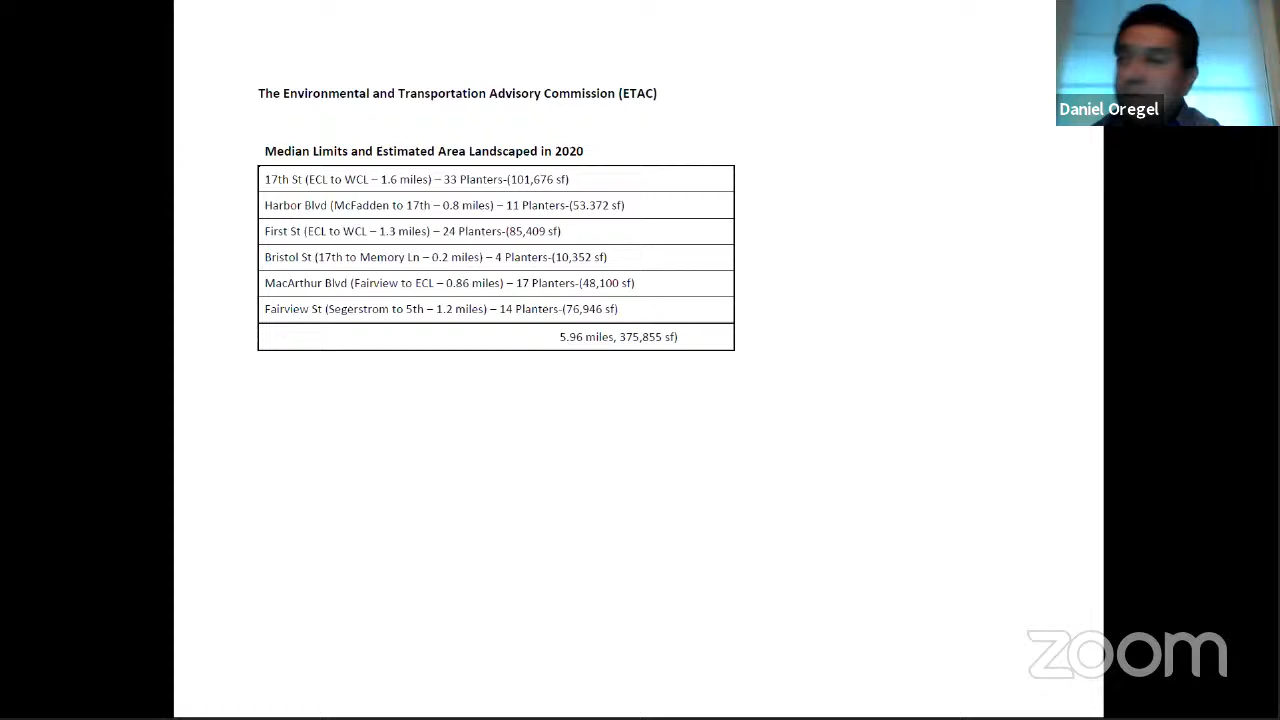 The Environmental and Transportation Advisory Commission (ETAC)
Daniel Oregel
Median Limits and Estimated Area Landscaped in 2020
17th St (ECL to WCL – 1.6 miles) – 33 Planters-(101,676 sf)
Harbor Blvd (McFadden to 17th – 0.8 miles) – 11 Planters-(53.372 sf)
First St (ECL to WCL – 1.3 miles) – 24 Planters-(85,409 sf)
Bristol St (17th to Memory Ln – 0.2 miles) – 4 Planters-(10,352 sf)
MacArthur Blvd (Fairview to ECL – 0.86 miles) – 17 Planters-(48,100 sf)
Fairview St (Segerstrom to 5th – 1.2 miles) – 14 Planters-(76,946 sf)
5.96 miles, 375,855 sf)
zoom